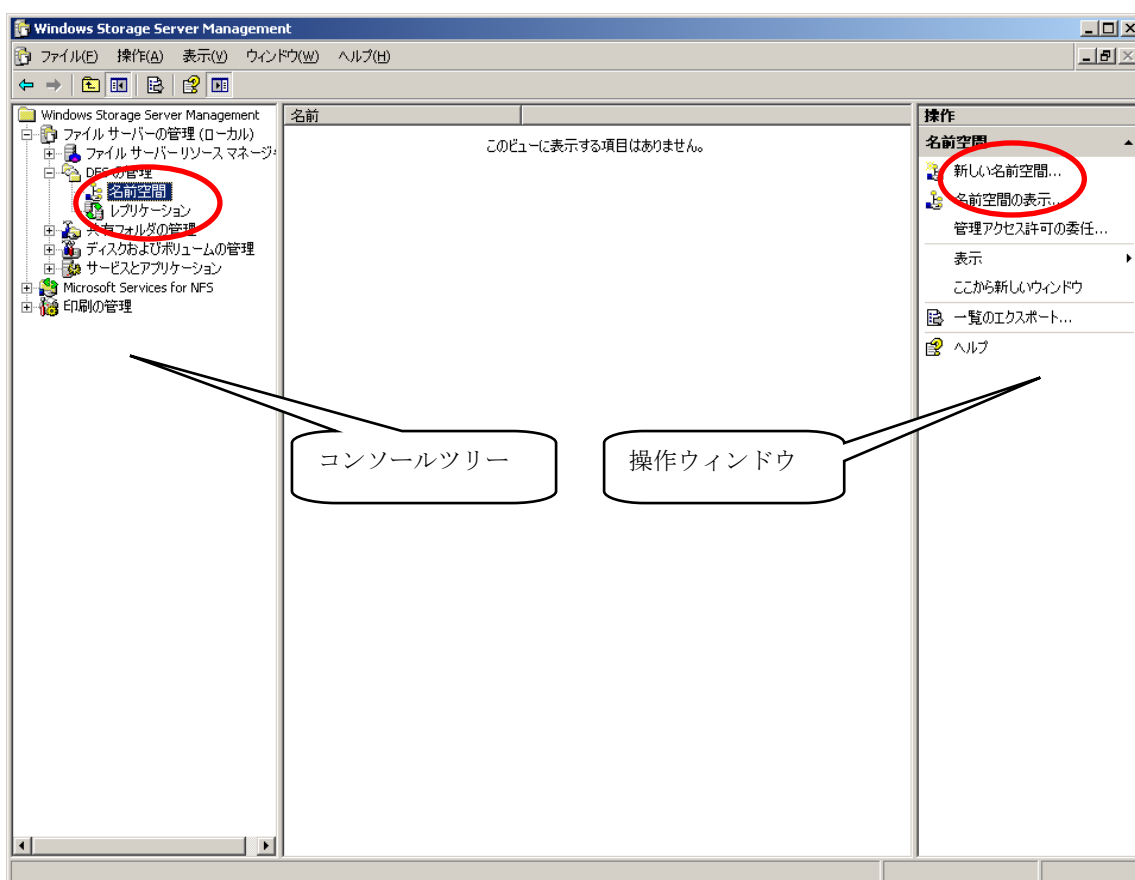 Windows Storage Server Management
ファイル(F) 操作(A) 表示(V) ウィンドウ(W) ヘルプ(H)
Windows Storage Server Management
ファイル サーバーの管理 (ローカル)
ファイル サーバー リソース マネージ
DFS の管理
名前空間
レプリケーション
共有フォルダの管理
ディスクおよびボリュームの管理
サービスとアプリケーション
Microsoft Services for NFS
印刷の管理
名前
このビューに表示する項目はありません。
操作
名前空間
新しい名前空間...
名前空間の表示...
管理アクセス許可の委任...
表示
ここから新しいウィンドウ
一覧のエクスポート...
ヘルプ
コンソールツリー
操作ウィンドウ